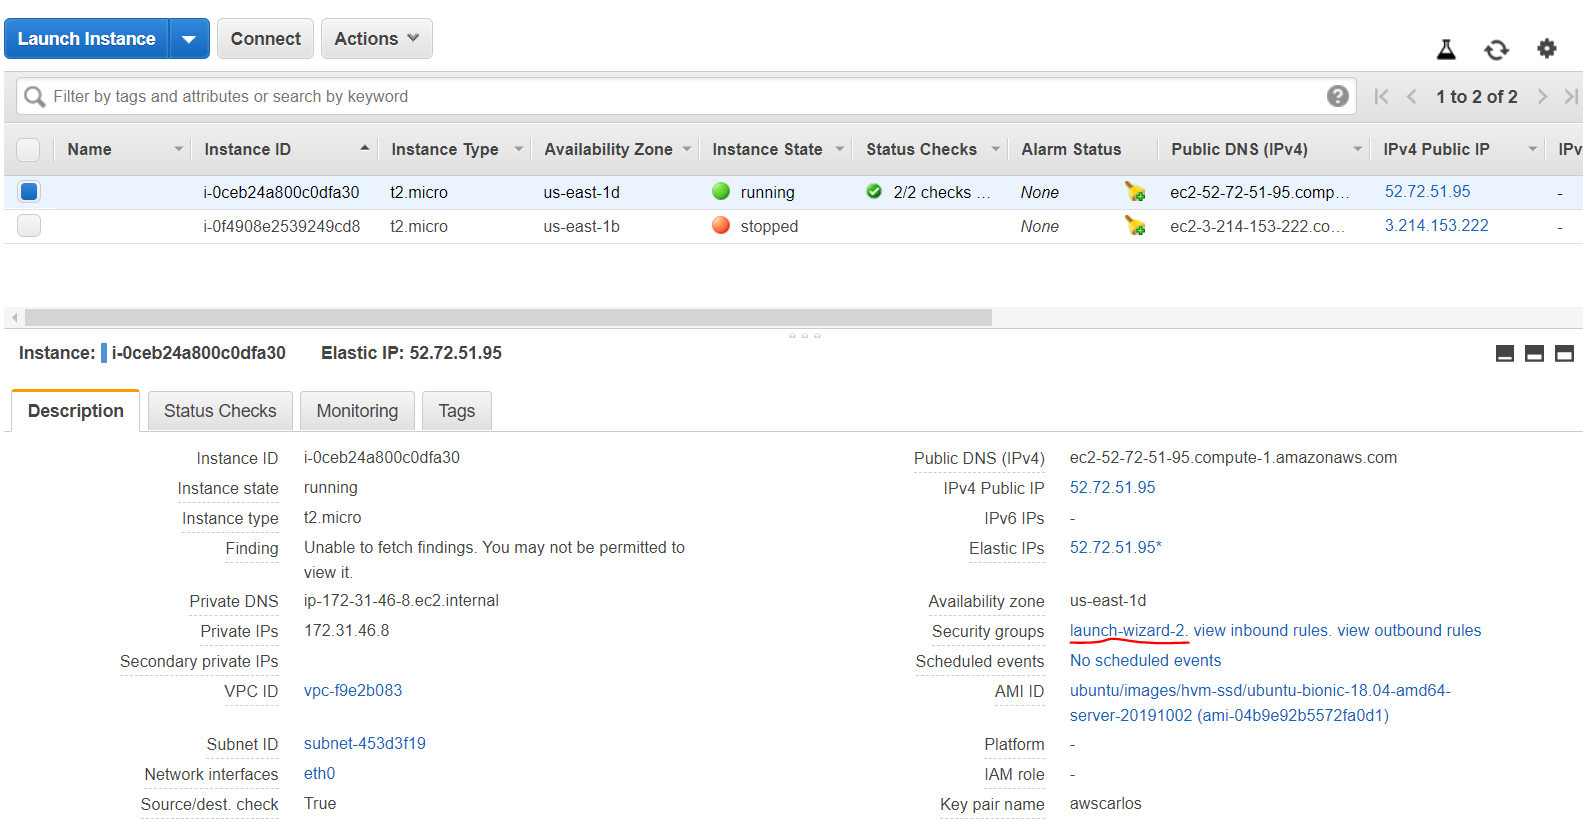 Launch Instance Connect Actions
Filter by tags and attributes or search by keyword ? 1 to 2 of 2
Name Instance ID Instance Type Availability Zone Instance State Status Checks Alarm Status Public DNS (IPv4) IPv4 Public IP IPv
i-0ceb24a800c0dfa30 t2.micro us-east-1d running 2/2 checks ... None ec2-52-72-51-95.comp... 52.72.51.95 -
i-0f4908e2539249cd8 t2.micro us-east-1b stopped None ec2-3-214-153-222.co... 3.214.153.222 -
Instance: i-0ceb24a800c0dfa30 Elastic IP: 52.72.51.95
Description Status Checks Monitoring Tags
Instance ID i-0ceb24a800c0dfa30 Public DNS (IPv4) ec2-52-72-51-95.compute-1.amazonaws.com
Instance state running IPv4 Public IP 52.72.51.95
Instance type t2.micro IPv6 IPs -
Finding Unable to fetch findings. You may not be permitted to Elastic IPs 52.72.51.95*
view it.
Private DNS ip-172-31-46-8.ec2.internal Availability zone us-east-1d
Private IPs 172.31.46.8 Security groups launch-wizard-2. view inbound rules. view outbound rules
Secondary private IPs Scheduled events No scheduled events
VPC ID vpc-f9e2b083 AMI ID ubuntu/images/hvm-ssd/ubuntu-bionic-18.04-amd64-
server-20191002 (ami-04b9e92b5572fa0d1)
Subnet ID subnet-453d3f19 Platform -
Network interfaces eth0 IAM role -
Source/dest. check True Key pair name awscarlos